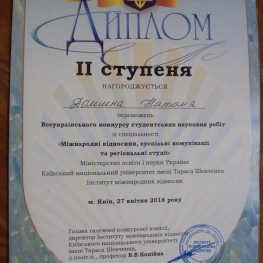 ДИПЛОМ
II ступеня
НАГОРОДЖУЄТЬСЯ
переможець
Всеукраїнського конкурсу студентських наукових робіт
зі спеціальності
«Міжнародні відносини, суспільні комунікації
та регіональні студії»
Міністерство освіти і науки України
Київський національний університет імені Тараса Шевченка
Інститут міжнародних відносин
м. Київ, 27 квітня 2018 року
Голова галузевої конкурсної комісії,
директор Інституту міжнародних відносин
Київського національного університету
імені Тараса Шевченка,
д.політ.н., професор В.В.Копійка